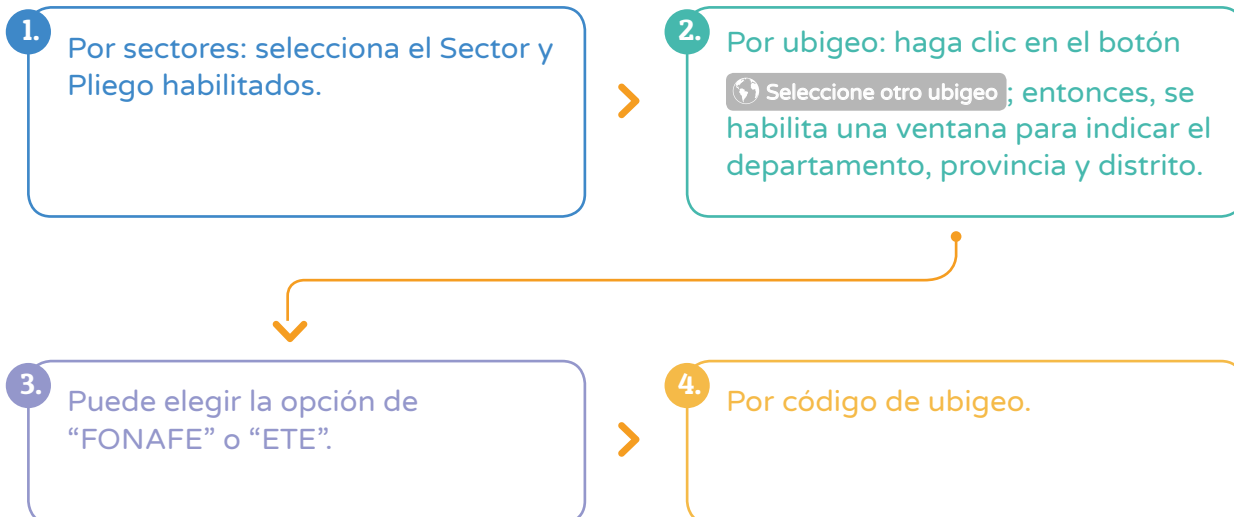 1.
Por sectores: selecciona el Sector y
Pliego habilitados.
2.
Por ubigeo: haga clic en el botón
Seleccione otro ubigeo ; entonces, se
habilita una ventana para indicar el
departamento, provincia y distrito.
3.
Puede elegir la opción de
“FONAFE” o “ETE”.
4.
Por código de ubigeo.